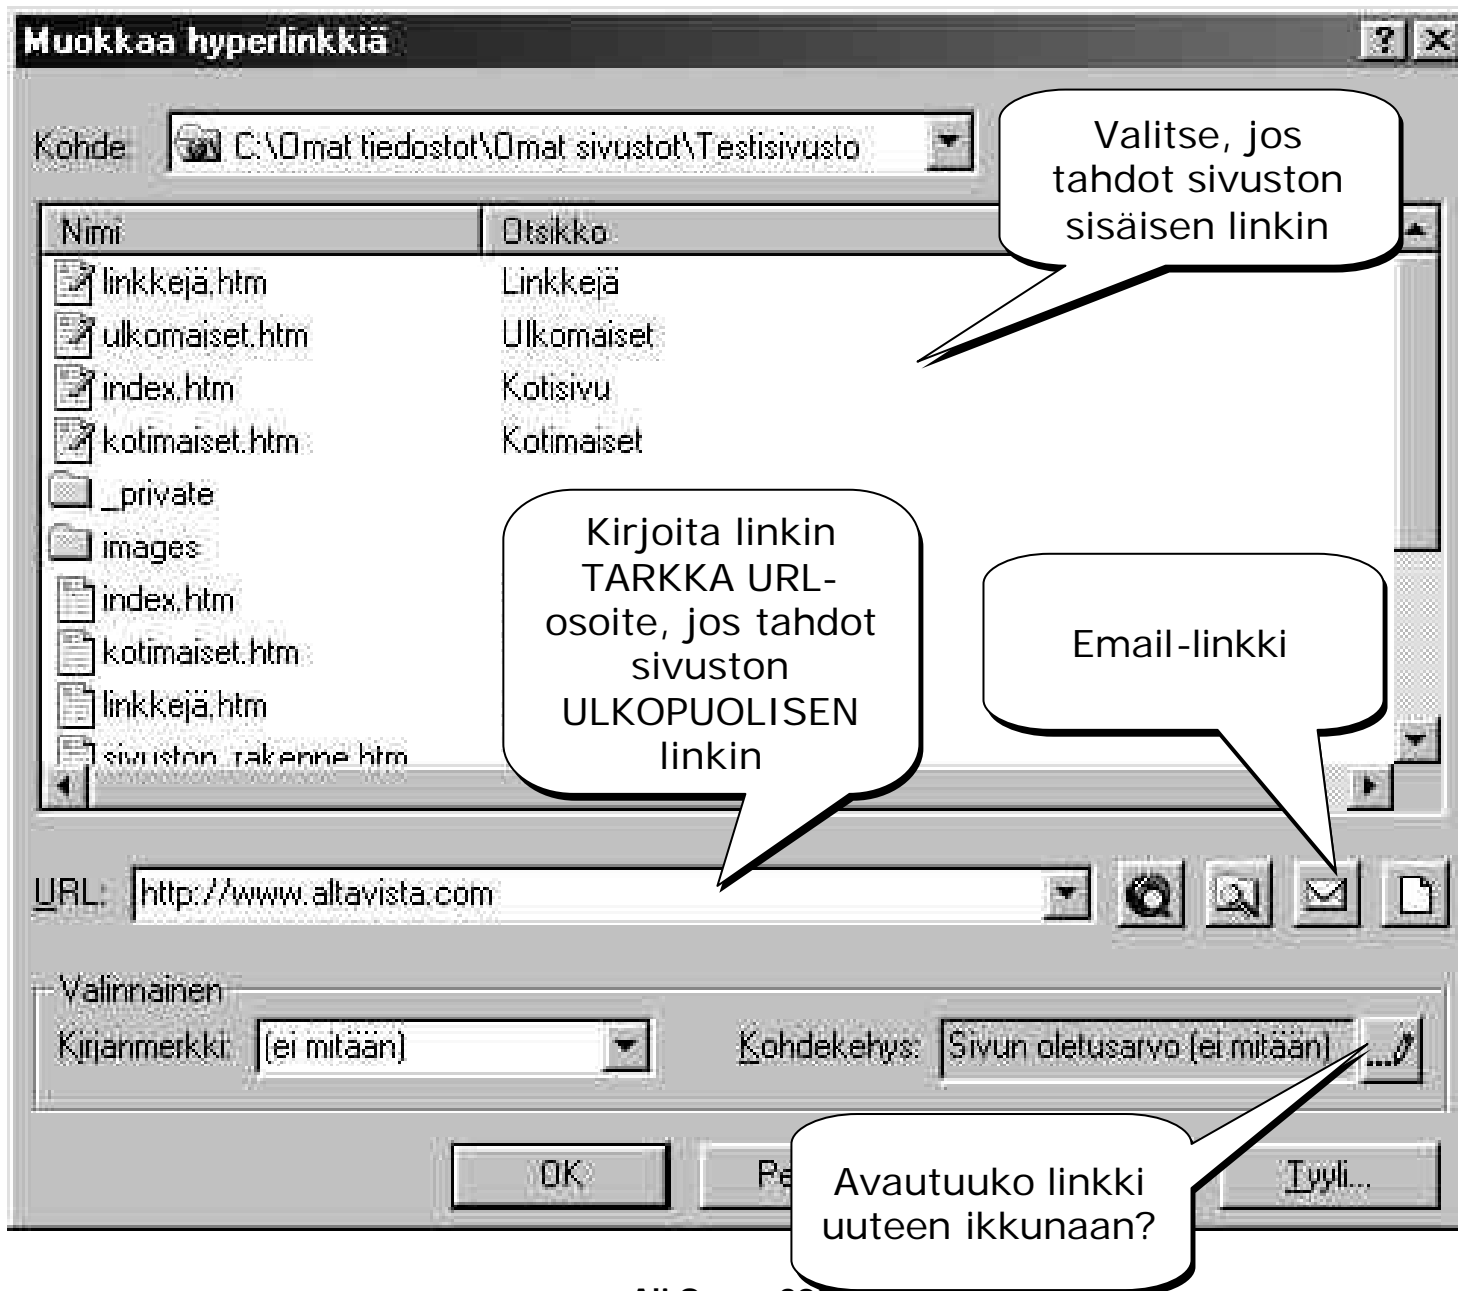 Muokkaa hyperlinkkiä
Kohde: C:\Omat tiedostot\Omat sivustot\Testisivusto
Valitse, jos
tahdot sivuston
sisäisen linkin
Nimi Otsikko
linkkejä.htm Linkkejä
ulkomaiset.htm Ulkomaiset
index.htm Kotisivu
kotimaiset.htm Kotimaiset
_private
images
index.htm
kotimaiset.htm
linkkejä.htm
sivuston_rakenne.htm
Kirjoita linkin
TARKKA URL-
osoite, jos tahdot
sivuston
ULKOPUOLISEN
linkin
Email-linkki
URL: http://www.altavista.com
Valinnainen
Kirjanmerkki: (ei mitään) Kohdekehys: Sivun oletusarvo (ei mitään)
OK Pe Tyyli...
Avautuuko linkki
uuteen ikkunaan?